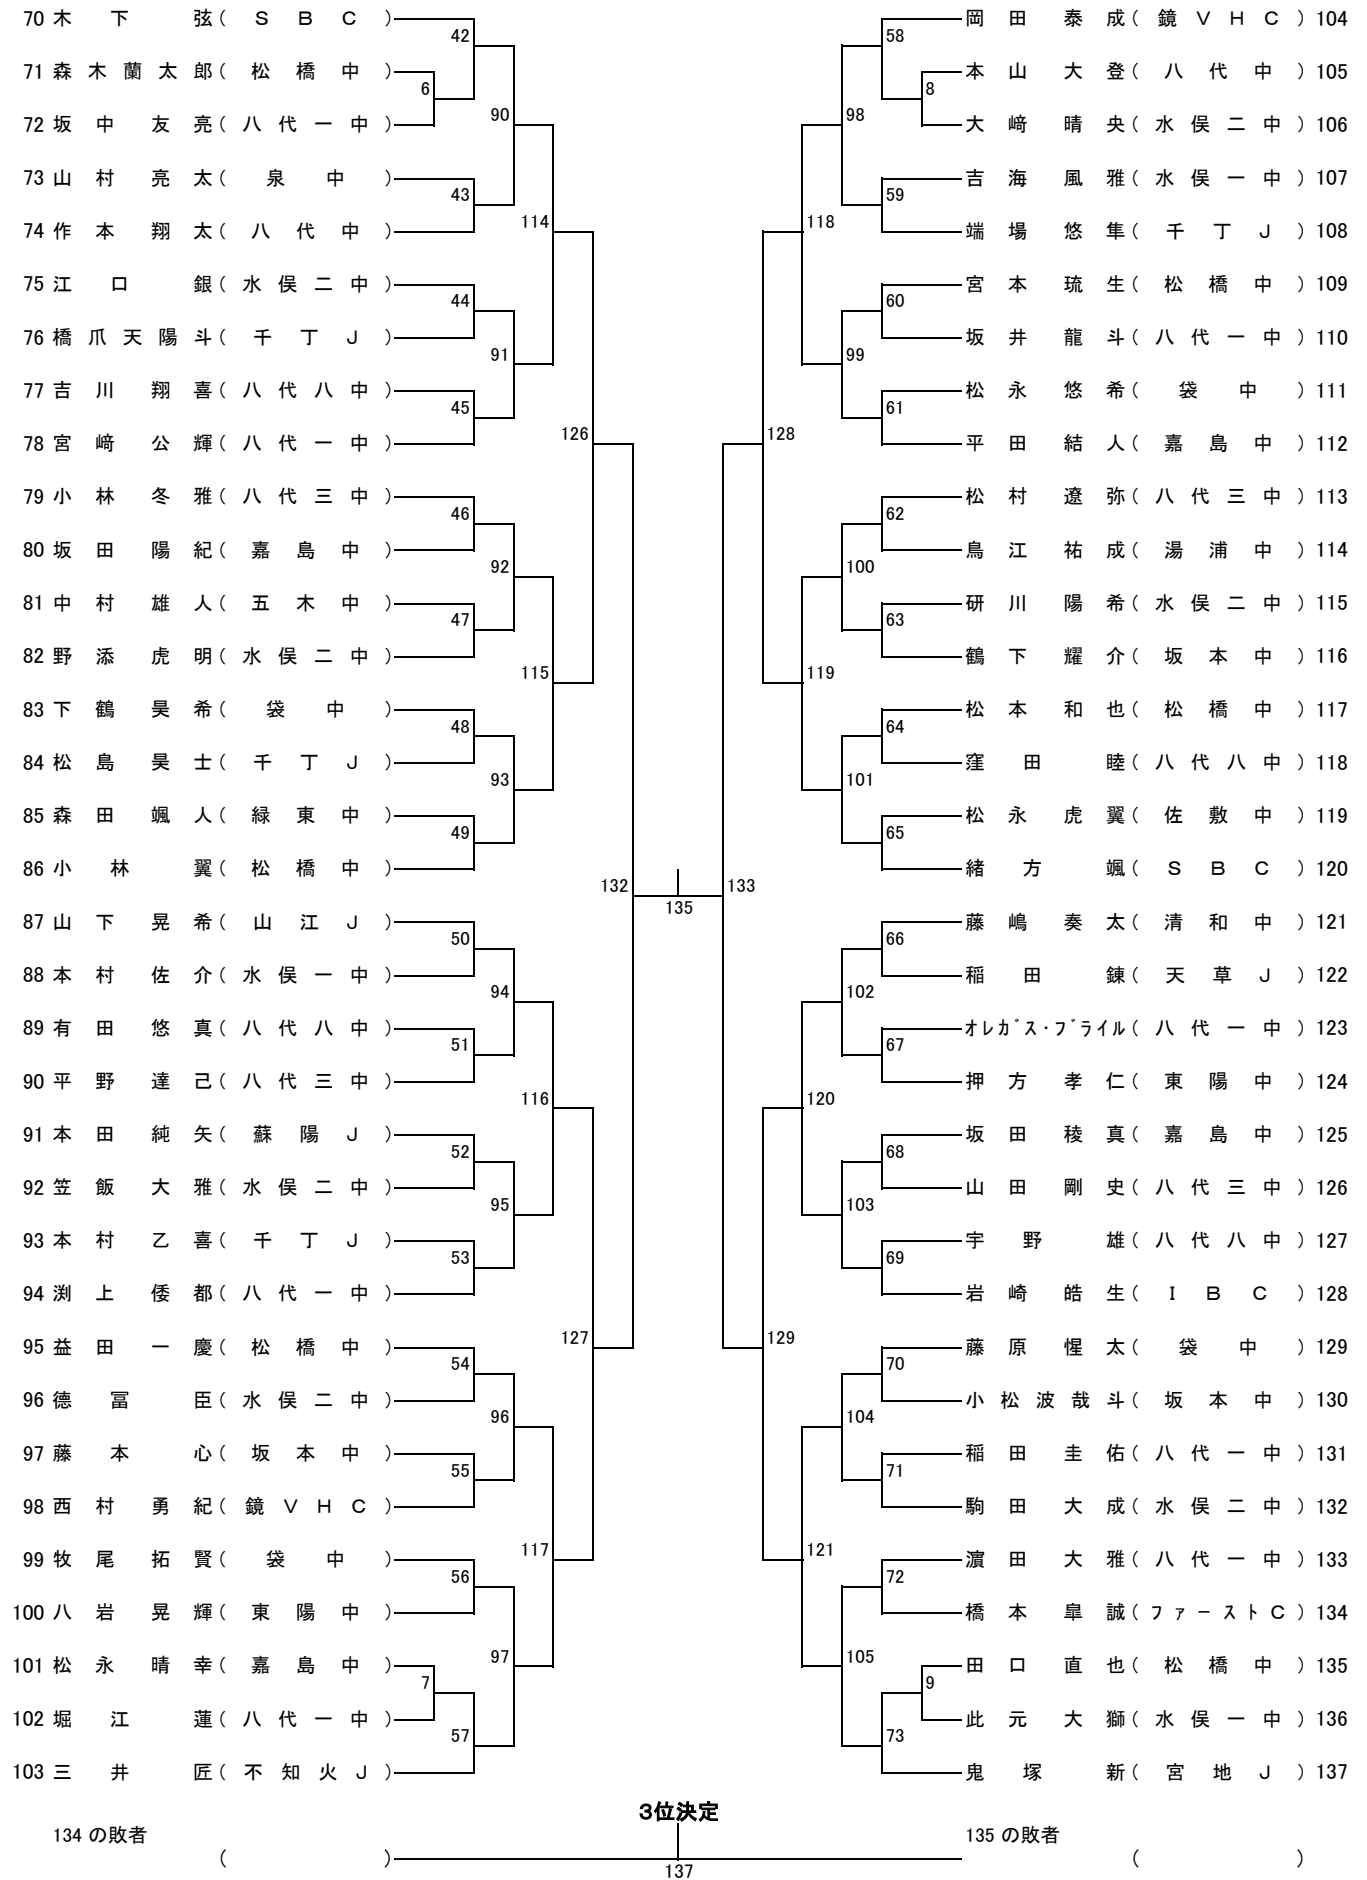 70 木下弦(SBC)
71 森木蘭太郎(松橋中)
72 坂中友亮(八代一中)
73 山村亮太(泉中)
74 作本翔太(八代中)
75 江口銀(水俣二中)
76 橋爪天陽斗(千丁J)
77 吉川翔喜(八代八中)
78 宮﨑公輝(八代一中)
79 小林冬雅(八代三中)
80 坂田陽紀(嘉島中)
81 中村雄人(五木中)
82 野添虎明(水俣二中)
83 下鶴昊希(袋中)
84 松島昊士(千丁J)
85 森田颯人(緑東中)
86 小林翼(松橋中)
87 山下晃希(山江J)
88 本村佐介(水俣一中)
89 有田悠真(八代八中)
90 平野達己(八代三中)
91 本田純矢(蘇陽J)
92 笠飯大雅(水俣二中)
93 本村乙喜(千丁J)
94 渕上倭都(八代一中)
95 益田一慶(松橋中)
96 德冨臣(水俣二中)
97 藤本心(坂本中)
98 西村勇紀(鏡VHC)
99 牧尾拓賢(袋中)
100 八岩晃輝(東陽中)
101 松永晴幸(嘉島中)
102 堀江蓮(八代一中)
103 三井匠(不知火J)
6
7
42
43
44
45
46
47
48
49
50
51
52
53
54
55
56
57
90
91
92
93
94
95
96
97
114
115
116
117
126
127
132
135
133
128
129
118
119
120
121
98
99
100
101
102
103
104
105
58
59
60
61
62
63
64
65
66
67
68
69
70
71
72
73
8
9
岡田泰成(鏡VHC) 104
本山大登(八代中) 105
大﨑晴央(水俣二中) 106
吉海風雅(水俣一中) 107
端場悠隼(千丁J) 108
宮本琉生(松橋中) 109
坂井龍斗(八代一中) 110
松永悠希(袋中) 111
平田結人(嘉島中) 112
松村遼弥(八代三中) 113
鳥江祐成(湯浦中) 114
研川陽希(水俣二中) 115
鶴下耀介(坂本中) 116
松本和也(松橋中) 117
窪田睦(八代八中) 118
松永虎翼(佐敷中) 119
緒方颯(SBC) 120
藤嶋奏太(清和中) 121
稲田錬(天草J) 122
オレガス・ブライル(八代一中) 123
押方孝仁(東陽中) 124
坂田稜真(嘉島中) 125
山田剛史(八代三中) 126
宇野雄(八代八中) 127
岩崎皓生(IBC) 128
藤原惺太(袋中) 129
小松波哉斗(坂本中) 130
稲田圭佑(八代一中) 131
駒田大成(水俣二中) 132
濵田大雅(八代一中) 133
橋本皐誠(ファーストC) 134
田口直也(松橋中) 135
此元大獅(水俣一中) 136
鬼塚新(宮地J) 137
3位決定
134の敗者
( )
137
135の敗者
( )